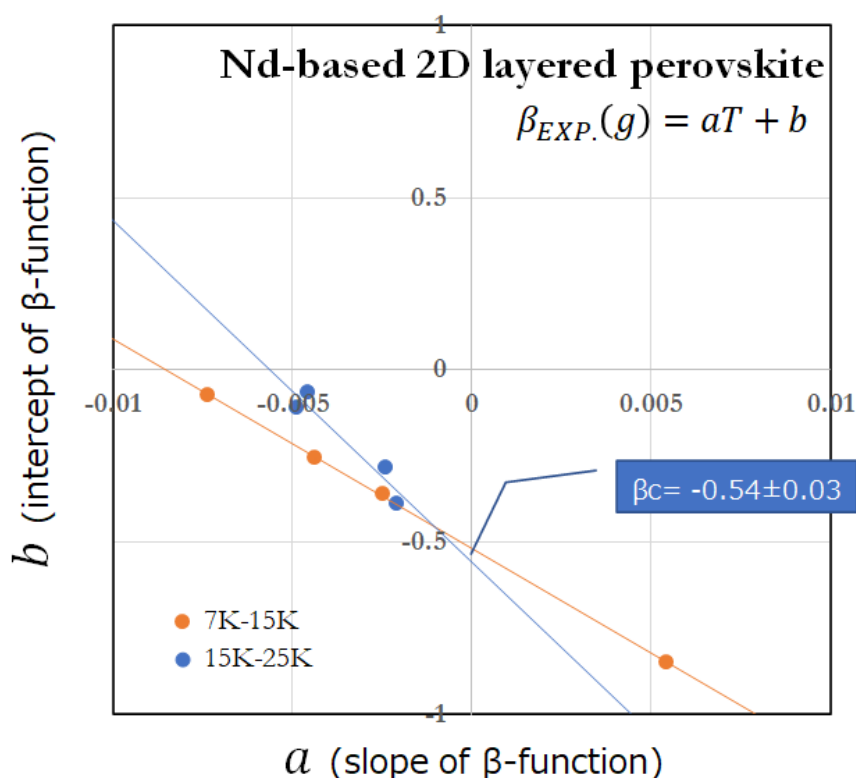 1
Nd-based 2D layered perovskite
β_EXP.(g) = aT + b
0.5
0
-0.01
-0.005
0
0.005
0.01
βc= -0.54±0.03
-0.5
7K-15K
15K-25K
-1
b (intercept of β-function)
a (slope of β-function)